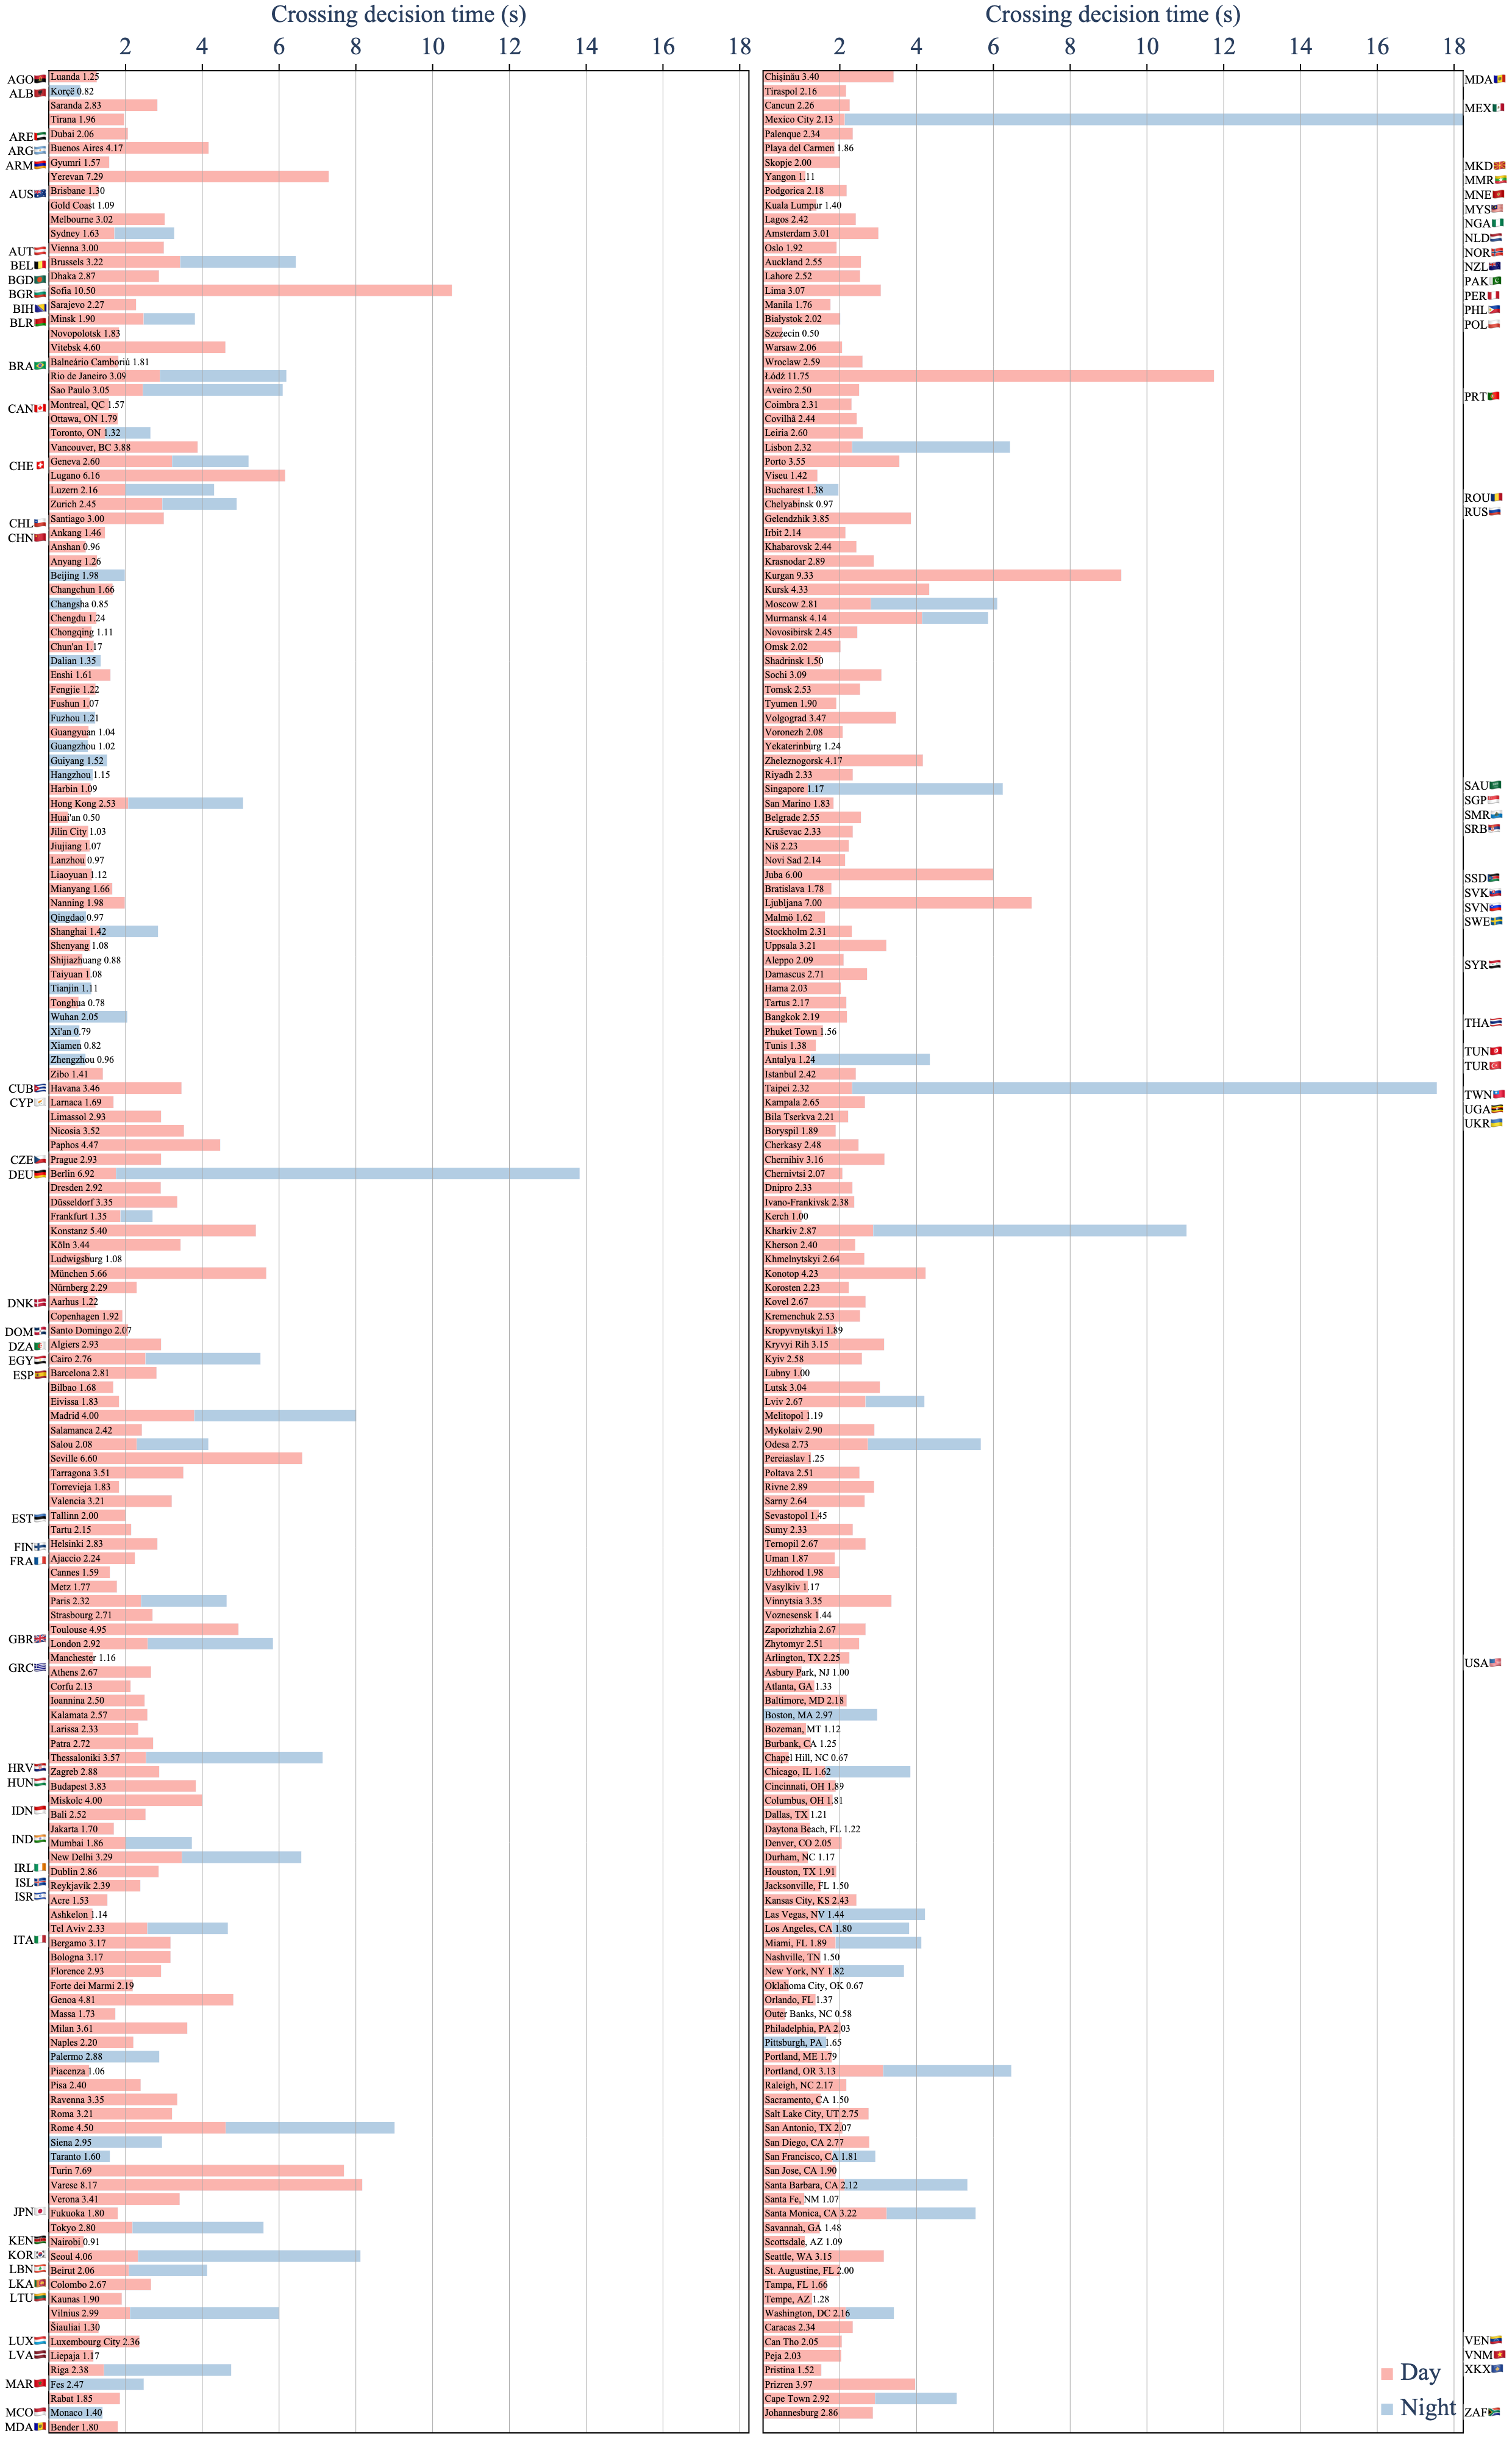 Crossing decision time (s)
2 4 6 8 10 12 14 16 18
AGO Luanda 1.25
ALB Korçë 0.82
Saranda 2.83
Tirana 1.96
ARE Dubai 2.06
ARG Buenos Aires 4.17
ARM Gyumri 1.57
Yerevan 7.29
AUS Brisbane 1.30
Gold Coast 1.09
Melbourne 3.02
Sydney 1.63
AUT Vienna 3.00
BEL Brussels 3.22
BGD Dhaka 2.87
BGR Sofia 10.50
BIH Sarajevo 2.27
BLR Minsk 1.90
Novopolotsk 1.83
Vitebsk 4.60
BRA Balneário Camboriú 1.81
Rio de Janeiro 3.09
Sao Paulo 3.05
CAN Montreal, QC 1.57
Ottawa, ON 1.79
Toronto, ON 1.32
Vancouver, BC 3.88
CHE Geneva 2.60
Lugano 6.16
Luzern 2.16
Zurich 2.45
CHL Santiago 3.00
CHN Ankang 1.46
Anshan 0.96
Anyang 1.26
Beijing 1.98
Changchun 1.66
Changsha 0.85
Chengdu 1.24
Chongqing 1.11
Chun'an 1.17
Dalian 1.35
Enshi 1.61
Fengjie 1.22
Fushun 1.07
Fuzhou 1.21
Guangyuan 1.04
Guangzhou 1.02
Guiyang 1.52
Hangzhou 1.15
Harbin 1.09
Hong Kong 2.53
Huai'an 0.50
Jilin City 1.03
Jiujiang 1.07
Lanzhou 0.97
Liaoyuan 1.12
Mianyang 1.66
Nanning 1.98
Qingdao 0.97
Shanghai 1.42
Shenyang 1.08
Shijiazhuang 0.88
Taiyuan 1.08
Tianjin 1.11
Tonghua 0.78
Wuhan 2.05
Xi'an 0.79
Xiamen 0.82
Zhengzhou 0.96
Zibo 1.41
CUB Havana 3.46
CYP Larnaca 1.69
Limassol 2.93
Nicosia 3.52
Paphos 4.47
CZE Prague 2.93
DEU Berlin 6.92
Dresden 2.92
Düsseldorf 3.35
Frankfurt 1.35
Konstanz 5.40
Köln 3.44
Ludwigsburg 1.08
München 5.66
Nürnberg 2.29
DNK Aarhus 1.22
Copenhagen 1.92
DOM Santo Domingo 2.07
DZA Algiers 2.93
EGY Cairo 2.76
ESP Barcelona 2.81
Bilbao 1.68
Eivissa 1.83
Madrid 4.00
Salamanca 2.42
Salou 2.08
Seville 6.60
Tarragona 3.51
Torrevieja 1.83
Valencia 3.21
EST Tallinn 2.00
Tartu 2.15
FIN Helsinki 2.83
FRA Ajaccio 2.24
Cannes 1.59
Metz 1.77
Paris 2.32
Strasbourg 2.71
Toulouse 4.95
GBR London 2.92
Manchester 1.16
GRC Athens 2.67
Corfu 2.13
Ioannina 2.50
Kalamata 2.57
Larissa 2.33
Patra 2.72
Thessaloniki 3.57
HRV Zagreb 2.88
HUN Budapest 3.83
Miskolc 4.00
IDN Bali 2.52
Jakarta 1.70
IND Mumbai 1.86
New Delhi 3.29
IRL Dublin 2.86
ISL Reykjavík 2.39
ISR Acre 1.53
Ashkelon 1.14
Tel Aviv 2.33
ITA Bergamo 3.17
Bologna 3.17
Florence 2.93
Forte dei Marmi 2.19
Genoa 4.81
Massa 1.73
Milan 3.61
Naples 2.20
Palermo 2.88
Piacenza 1.06
Pisa 2.40
Ravenna 3.35
Roma 3.21
Rome 4.50
Siena 2.95
Taranto 1.60
Turin 7.69
Varese 8.17
Verona 3.41
JPN Fukuoka 1.80
Tokyo 2.80
KEN Nairobi 0.91
KOR Seoul 4.06
LBN Beirut 2.06
LKA Colombo 2.67
LTU Kaunas 1.90
Vilnius 2.99
Šiauliai 1.30
LUX Luxembourg City 2.36
LVA Liepaja 1.17
Riga 2.38
MAR Fes 2.47
Rabat 1.85
MCO Monaco 1.40
MDA Bender 1.80
Crossing decision time (s)
2 4 6 8 10 12 14 16 18
Chișinău 3.40 MDA
Tiraspol 2.16
Cancun 2.26 MEX
Mexico City 2.13
Palenque 2.34
Playa del Carmen 1.86
Skopje 2.00 MKD
Yangon 1.11 MMR
Podgorica 2.18 MNE
Kuala Lumpur 1.40 MYS
Lagos 2.42 NGA
Amsterdam 3.01 NLD
Oslo 1.92 NOR
Auckland 2.55 NZL
Lahore 2.52 PAK
Lima 3.07 PER
Manila 1.76 PHL
Białystok 2.02 POL
Szczecin 0.50
Warsaw 2.06
Wroclaw 2.59
Łódź 11.75
Aveiro 2.50 PRT
Coimbra 2.31
Covilhã 2.44
Leiria 2.60
Lisbon 2.32
Porto 3.55
Viseu 1.42
Bucharest 1.38 ROU
Chelyabinsk 0.97 RUS
Gelendzhik 3.85
Irbit 2.14
Khabarovsk 2.44
Krasnodar 2.89
Kurgan 9.33
Kursk 4.33
Moscow 2.81
Murmansk 4.14
Novosibirsk 2.45
Omsk 2.02
Shadrinsk 1.50
Sochi 3.09
Tomsk 2.53
Tyumen 1.90
Volgograd 3.47
Voronezh 2.08
Yekaterinburg 1.24
Zheleznogorsk 4.17
Riyadh 2.33 SAU
Singapore 1.17 SGP
San Marino 1.83 SMR
Belgrade 2.55 SRB
Kruševac 2.33
Niš 2.23
Novi Sad 2.14
Juba 6.00 SSD
Bratislava 1.78 SVK
Ljubljana 7.00 SVN
Malmö 1.62 SWE
Stockholm 2.31
Uppsala 3.21
Aleppo 2.09 SYR
Damascus 2.71
Hama 2.03
Tartus 2.17
Bangkok 2.19 THA
Phuket Town 1.56
Tunis 1.38 TUN
Antalya 1.24 TUR
Istanbul 2.42
Taipei 2.32 TWN
Kampala 2.65 UGA
Bila Tserkva 2.21 UKR
Boryspil 1.89
Cherkasy 2.48
Chernihiv 3.16
Chernivtsi 2.07
Dnipro 2.33
Ivano-Frankivsk 2.38
Kerch 1.00
Kharkiv 2.87
Kherson 2.40
Khmelnytskyi 2.64
Konotop 4.23
Korosten 2.23
Kovel 2.67
Kremenchuk 2.53
Kropyvnytskyi 1.89
Kryvyi Rih 3.15
Kyiv 2.58
Lubny 1.00
Lutsk 3.04
Lviv 2.67
Melitopol 1.19
Mykolaiv 2.90
Odesa 2.73
Pereiaslav 1.25
Poltava 2.51
Rivne 2.89
Sarny 2.64
Sevastopol 1.45
Sumy 2.33
Ternopil 2.67
Uman 1.87
Uzhhorod 1.98
Vasylkiv 1.17
Vinnytsia 3.35
Voznesensk 1.44
Zaporizhzhia 2.67
Zhytomyr 2.51
Arlington, TX 2.25 USA
Asbury Park, NJ 1.00
Atlanta, GA 1.33
Baltimore, MD 2.18
Boston, MA 2.97
Bozeman, MT 1.12
Burbank, CA 1.25
Chapel Hill, NC 0.67
Chicago, IL 1.62
Cincinnati, OH 1.89
Columbus, OH 1.81
Dallas, TX 1.21
Daytona Beach, FL 1.22
Denver, CO 2.05
Durham, NC 1.17
Houston, TX 1.91
Jacksonville, FL 1.50
Kansas City, KS 2.43
Las Vegas, NV 1.44
Los Angeles, CA 1.80
Miami, FL 1.89
Nashville, TN 1.50
New York, NY 1.82
Oklahoma City, OK 0.67
Orlando, FL 1.37
Outer Banks, NC 0.58
Philadelphia, PA 2.03
Pittsburgh, PA 1.65
Portland, ME 1.79
Portland, OR 3.13
Raleigh, NC 2.17
Sacramento, CA 1.50
Salt Lake City, UT 2.75
San Antonio, TX 2.07
San Diego, CA 2.77
San Francisco, CA 1.81
San Jose, CA 1.90
Santa Barbara, CA 2.12
Santa Fe, NM 1.07
Santa Monica, CA 3.22
Savannah, GA 1.48
Scottsdale, AZ 1.09
Seattle, WA 3.15
St. Augustine, FL 2.00
Tampa, FL 1.66
Tempe, AZ 1.28
Washington, DC 2.16
Caracas 2.34 VEN
Can Tho 2.05 VNM
Peja 2.03 XKX
Pristina 1.52
Prizren 3.97
Cape Town 2.92 ZAF
Johannesburg 2.86
Day
Night